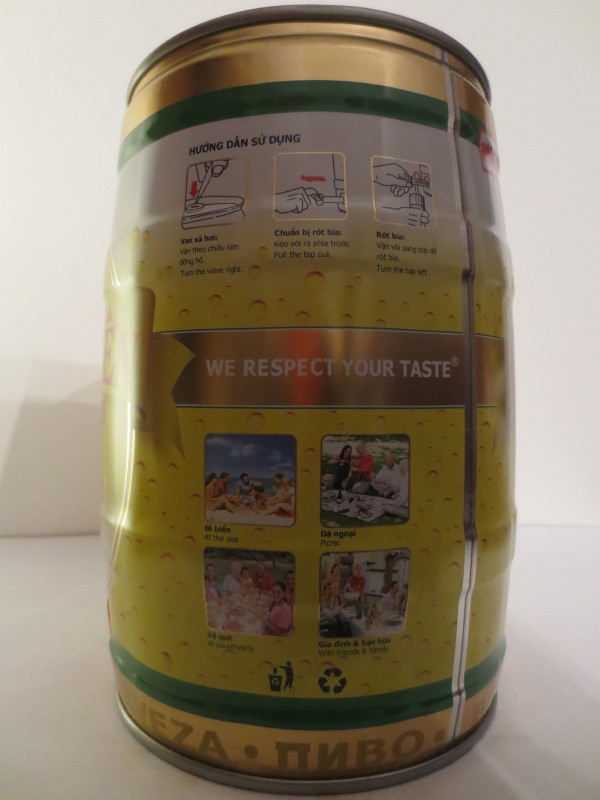 HƯỚNG DẪN SỬ DỤNG
Van xả hơi:
Vặn theo chiều kim
đồng hồ.
Turn the valve right.
Chuẩn bị rót bia:
Kéo vòi ra phía trước
Pull the tap out.
Rót bia:
Vặn vòi sang trái để
rót bia.
Turn the tap left.
WE RESPECT YOUR TASTE®
Đi biển
At the sea
Dã ngoại
Picnic
Về quê
At countryside
Gia đình & bạn hữu
With friends & family
VEZA • ПИВО •